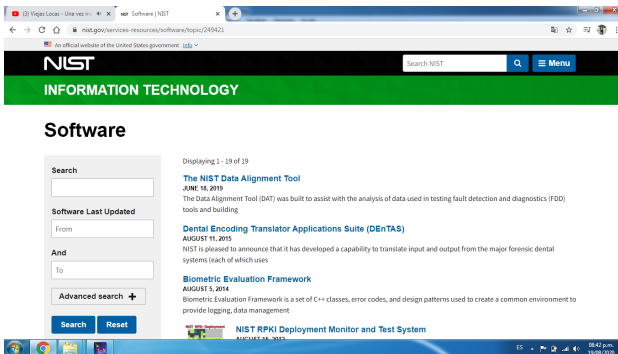 (3) Viejas Locas - Una vez más
Software | NIST
nist.gov/services-resources/software/topic/249421
An official website of the United States government Info
NIST
Search NIST
Menu
INFORMATION TECHNOLOGY
Software
Search
Software Last Updated
From
And
To
Advanced search
Search Reset
Displaying 1 - 19 of 19
The NIST Data Alignment Tool
JUNE 18, 2019
The Data Alignment Tool (DAT) was built to assist with the analysis of data used in testing fault detection and diagnostics (FDD)
tools and building
Dental Encoding Translator Applications Suite (DEnTAS)
AUGUST 11, 2015
NIST is pleased to announce that it has developed a capability to translate input and output from the major forensic dental
systems (each of which uses
Biometric Evaluation Framework
AUGUST 5, 2014
Biometric Evaluation Framework is a set of C++ classes, error codes, and design patterns used to create a common environment to
provide logging, data management
NIST RPKI Deployment
NIST RPKI Deployment Monitor and Test System
ES
08:42 p.m.
19/08/2020